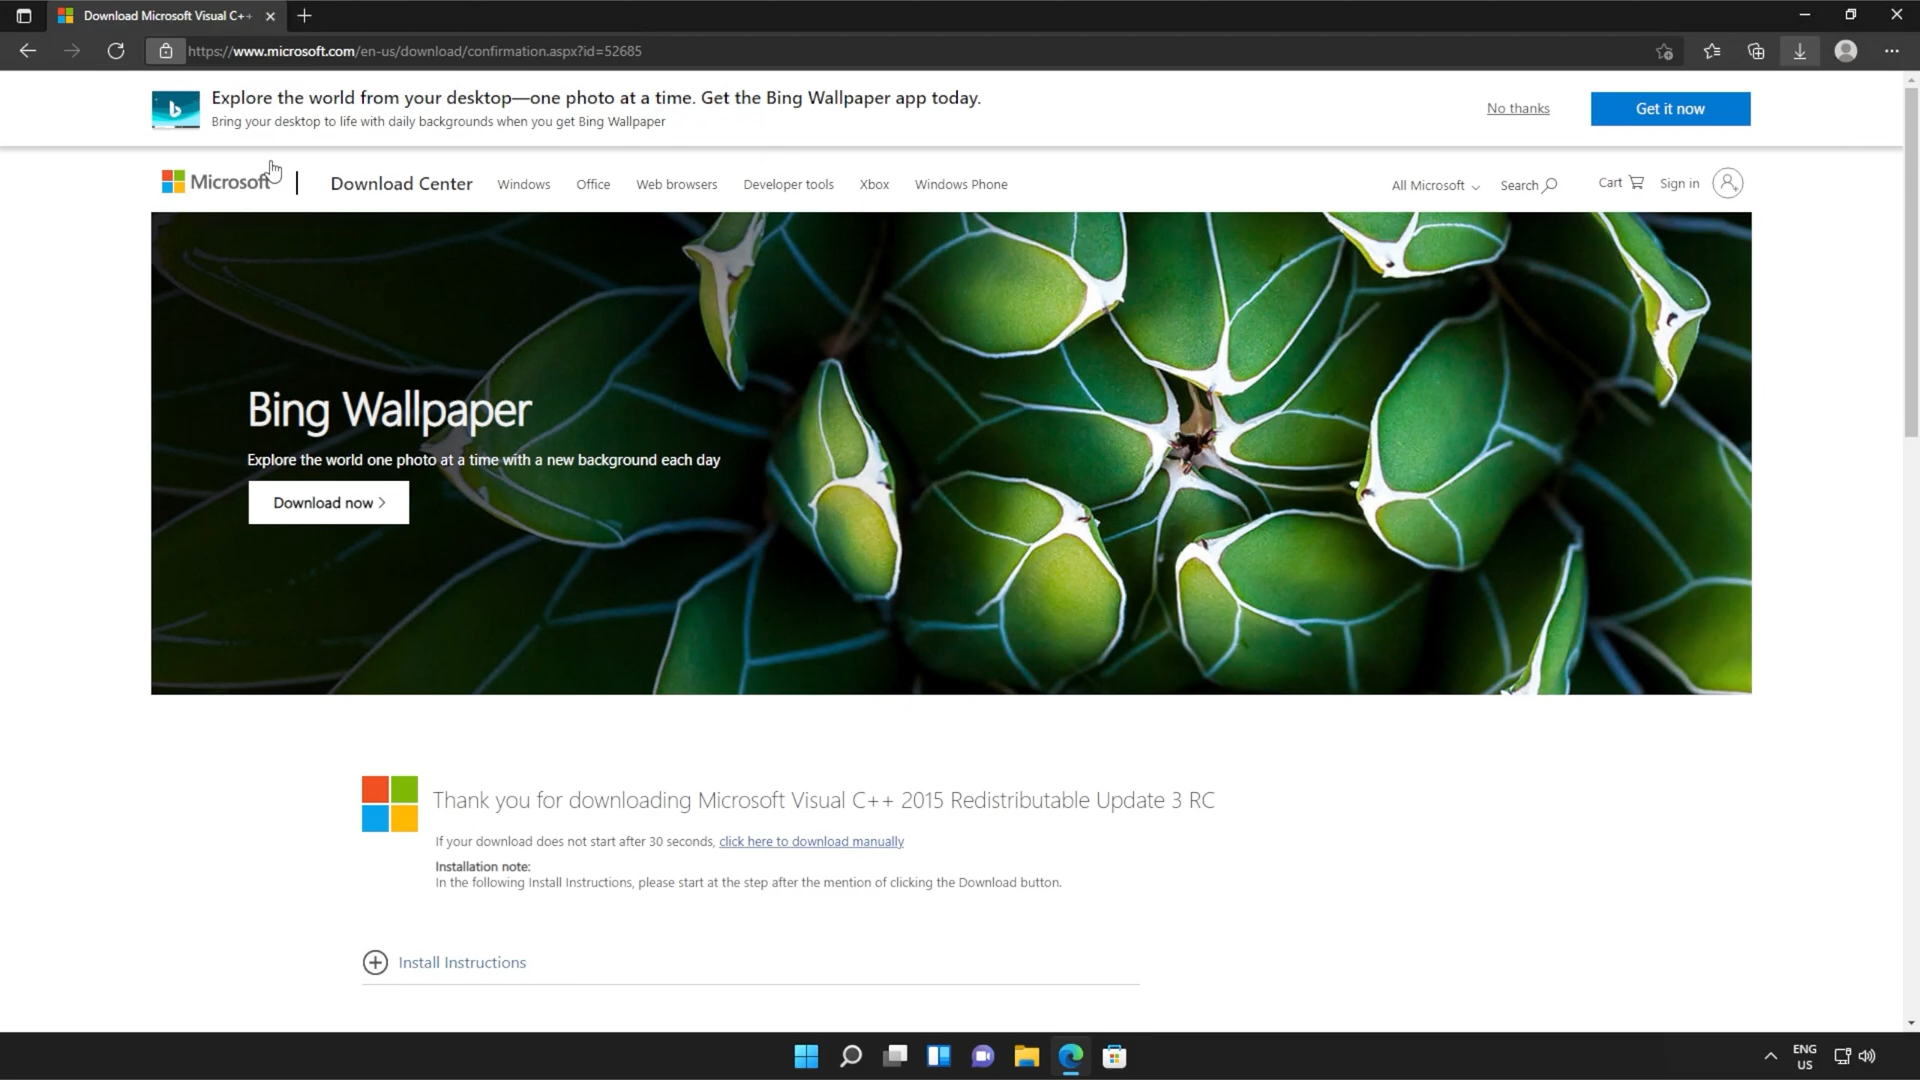 Download Microsoft Visual C++
https://www.microsoft.com/en-us/download/confirmation.aspx?id=52685
Explore the world from your desktop—one photo at a time. Get the Bing Wallpaper app today.
Bring your desktop to life with daily backgrounds when you get Bing Wallpaper
No thanks
Get it now
Microsoft
Download Center
Windows
Office
Web browsers
Developer tools
Xbox
Windows Phone
All Microsoft
Search
Cart
Sign in
Bing Wallpaper
Explore the world one photo at a time with a new background each day
Download now >
Thank you for downloading Microsoft Visual C++ 2015 Redistributable Update 3 RC
If your download does not start after 30 seconds, click here to download manually
Installation note:
In the following Install Instructions, please start at the step after the mention of clicking the Download button.
Install Instructions
ENG
US